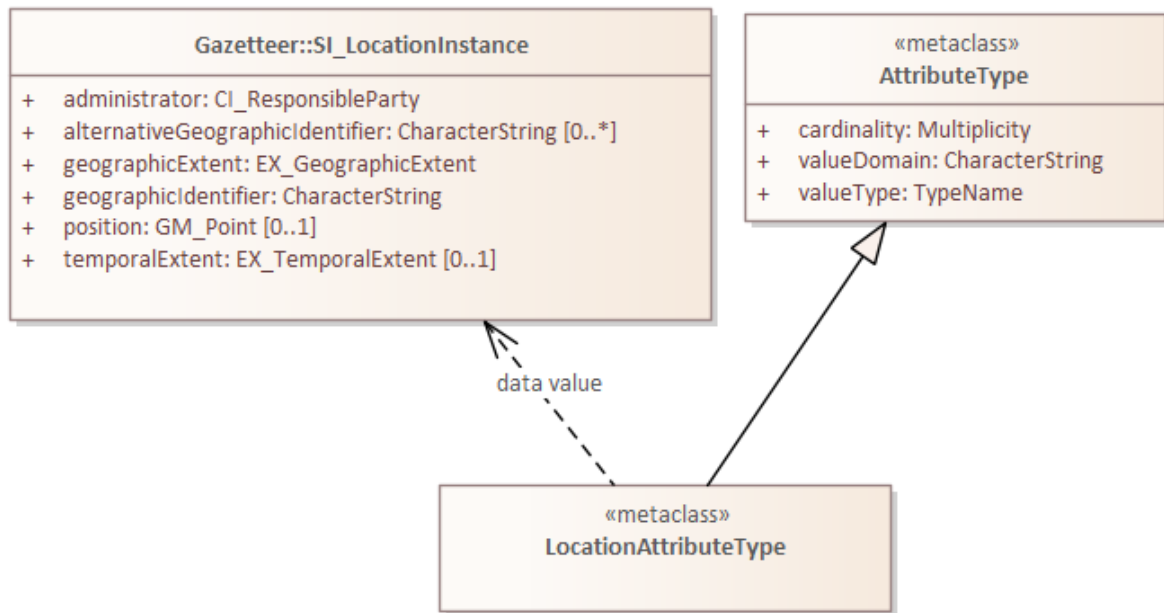 Gazetteer::SI_LocationInstance
+ administrator: CI_ResponsibleParty
+ alternativeGeographicIdentifier: CharacterString [0..*]
+ geographicExtent: EX_GeographicExtent
+ geographicIdentifier: CharacterString
+ position: GM_Point [0..1]
+ temporalExtent: EX_TemporalExtent [0..1]
«metaclass»
AttributeType
+ cardinality: Multiplicity
+ valueDomain: CharacterString
+ valueType: TypeName
data value
«metaclass»
LocationAttributeType